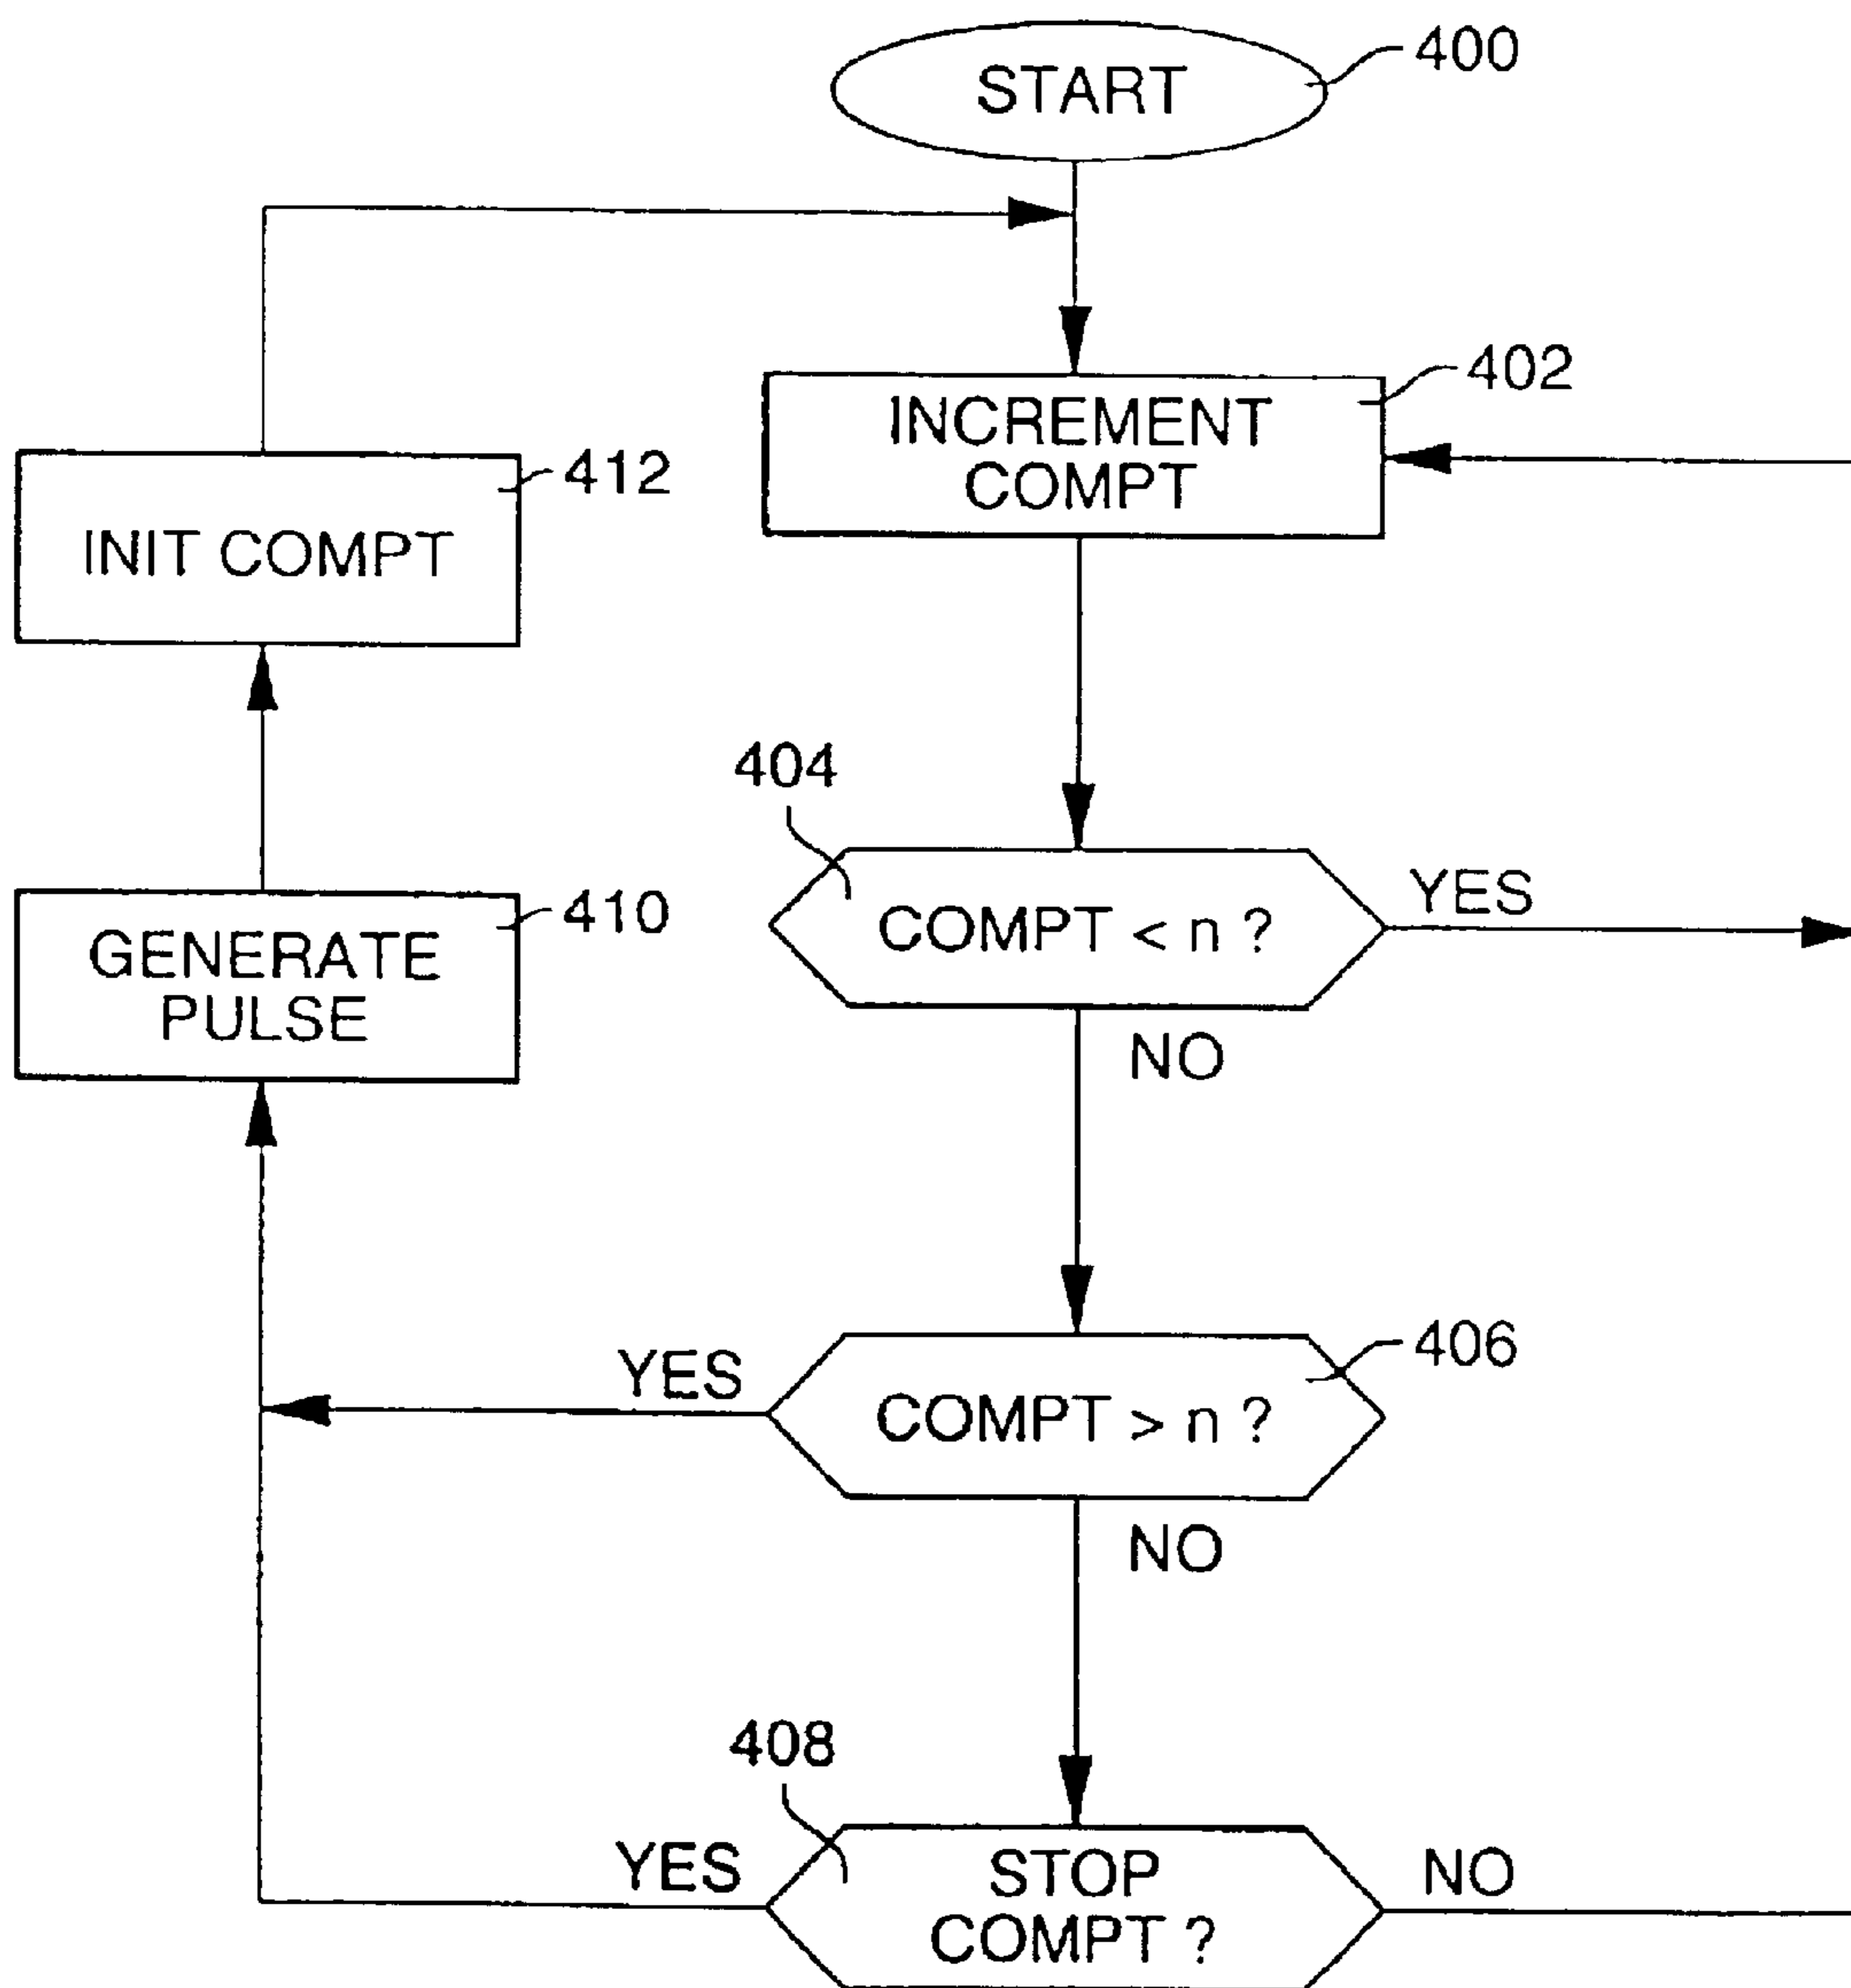 START
400
INCREMENT
COMPT
402
412
INIT COMPT
404
COMPT < n ?
YES
410
GENERATE
PULSE
NO
406
YES
COMPT > n ?
NO
408
YES
STOP
COMPT ?
NO